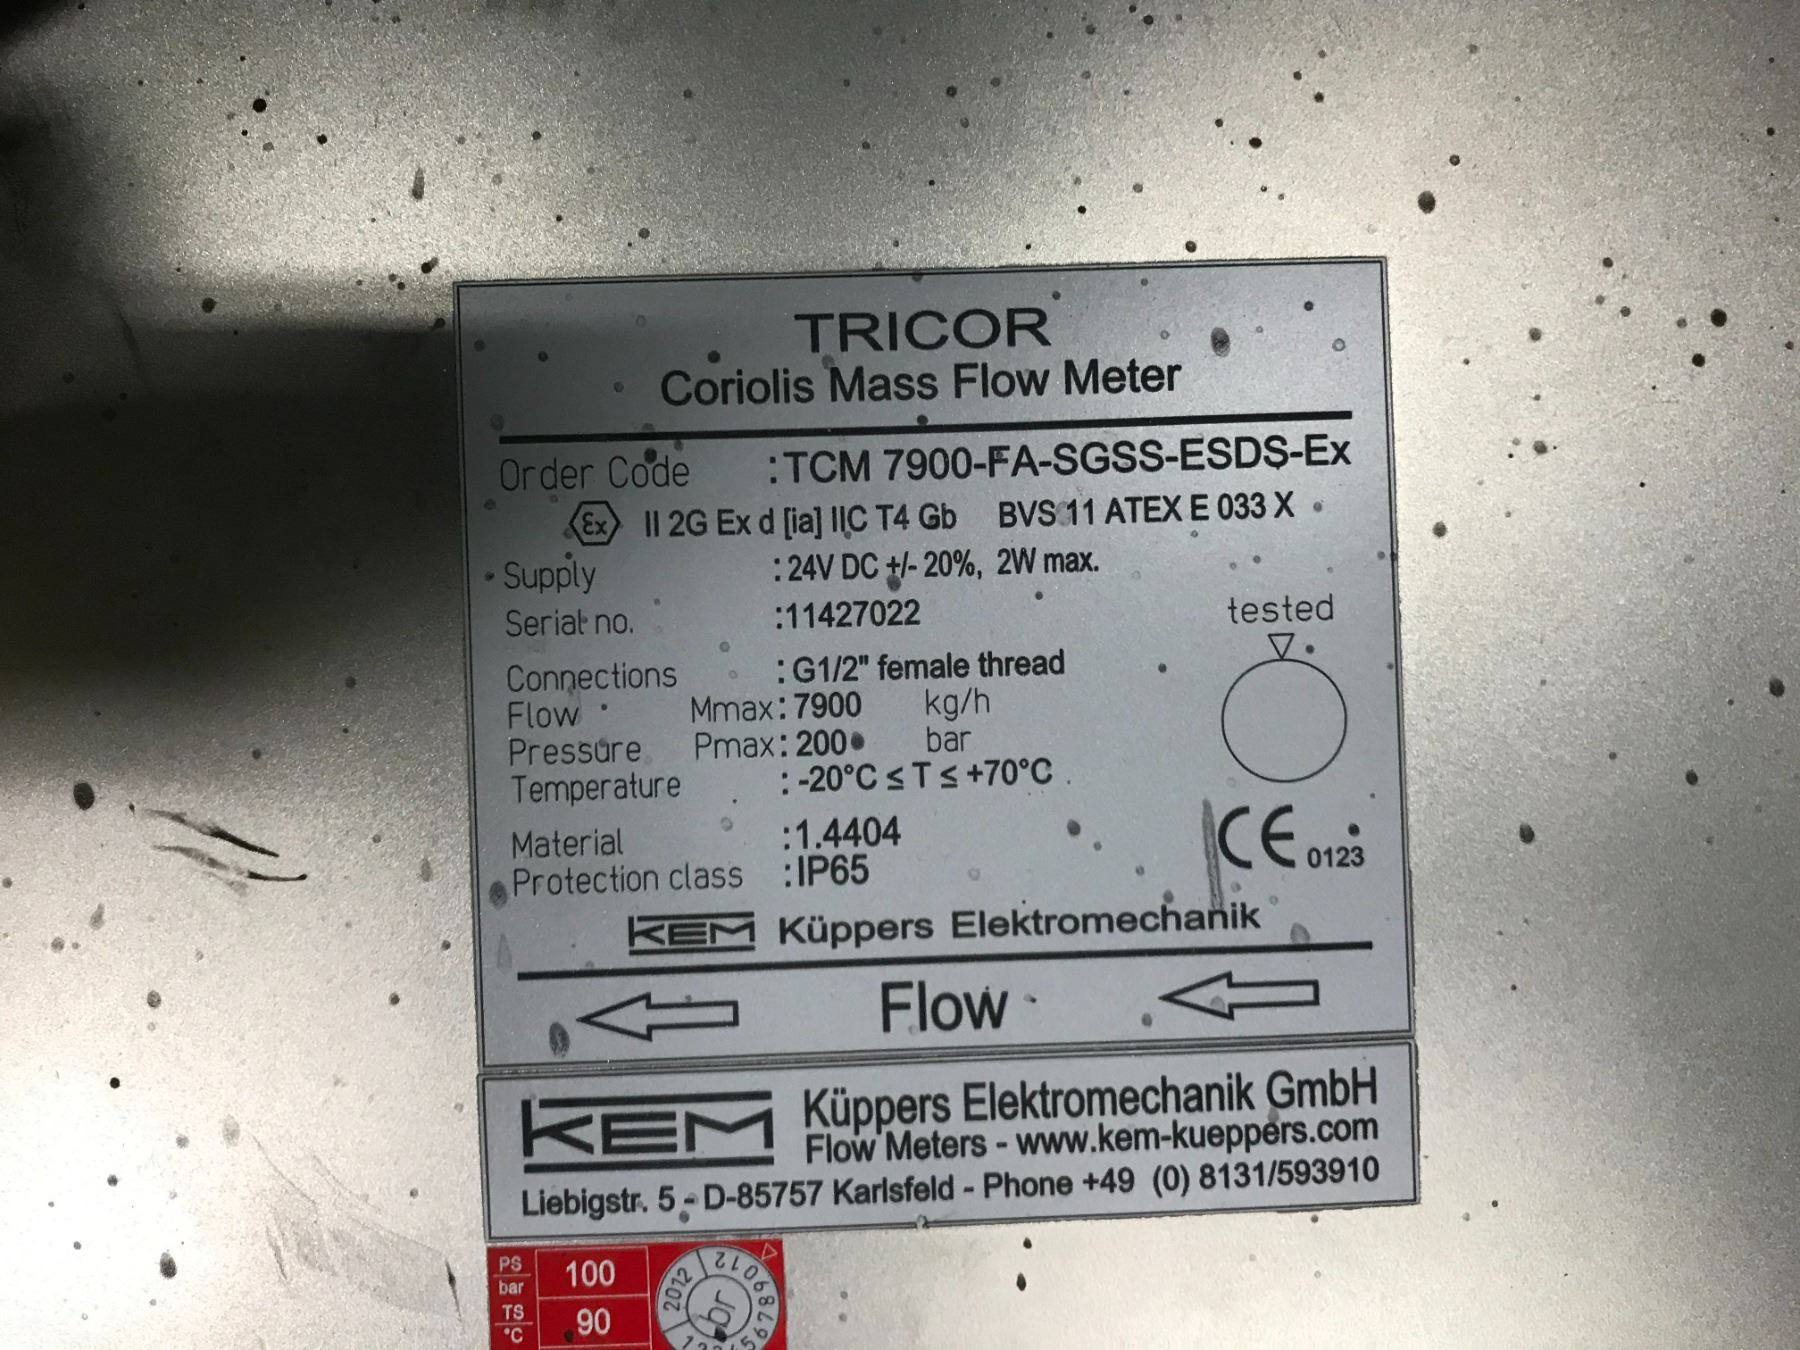 TRICOR
Coriolis Mass Flow Meter
Order Code :TCM 7900-FA-SGSS-ESDS-Ex
Ex II 2G Ex d [ia] IIC T4 Gb BVS 11 ATEX E 033 X
Supply : 24V DC +/- 20%, 2W max.
Serial no. :11427022
tested
Connections : G1/2" female thread
Flow Mmax: 7900 kg/h
Pressure Pmax: 200 bar
Temperature : -20°C ≤ T ≤ +70°C
Material :1.4404
Protection class :IP65
CE 0123
KEM Küppers Elektromechanik
Flow
KEM Küppers Elektromechanik GmbH
Flow Meters - www.kem-kueppers.com
Liebigstr. 5 - D-85757 Karlsfeld - Phone +49 (0) 8131/593910
PS bar 100
TS °C 90
2012
br